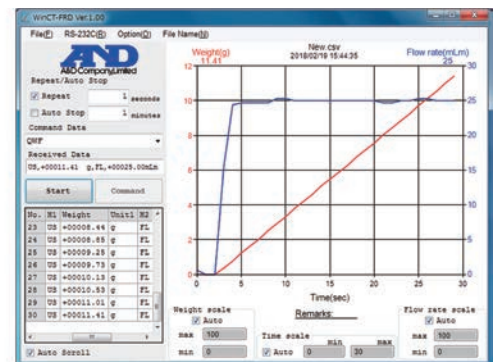 WinCT-FRD Ver.1.00
File(F) RS-232C(R) Option(O) File Name(N)
AND
A&D Company,Limited
Repeat/Auto Stop
Repeat 1 seconds
Auto Stop 1 minutes
Command Data
QWF
Received Data
US,+00011.41 g,FL,+00025.00mLm
Start Command
No. H1 Weight Unit1 H2
23 US +00008.44 g FL
24 US +00008.85 g FL
25 US +00009.25 g FL
26 US +00009.73 g FL
27 US +00010.13 g FL
28 US +00010.53 g FL
29 US +00011.01 g FL
30 US +00011.41 g FL
Auto Scroll
Weight(g)
11.41
New.csv
2018/02/19 15:44:35
Flow rate(mLm)
25
12 30
10 25
8 20
6 15
4 10
2 5
0 0
0 5 10 15 20 25 30
Time(sec)
Weight scale
Auto
max 100
min 0
Remarks:
Time scale min max
Auto 0 30
Flow rate scale
Auto
max 100
min 0